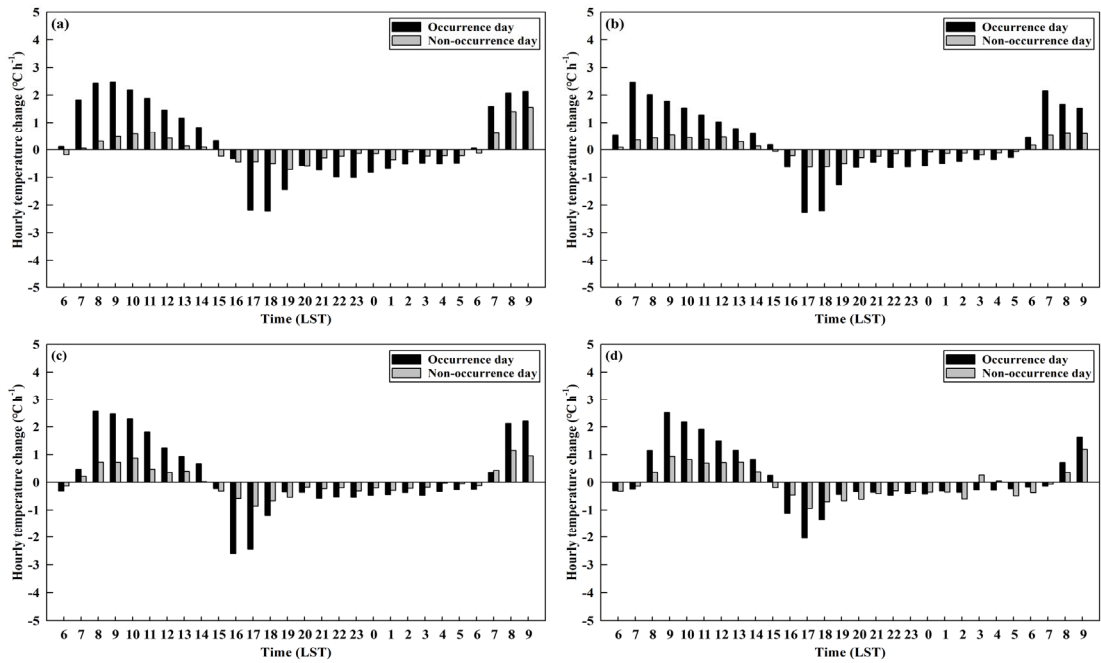 (a)
Occurrence day
Non-occurrence day
Hourly temperature change (℃ h-1)
5
4
3
2
1
0
-1
-2
-3
-4
-5
6 7 8 9 10 11 12 13 14 15 16 17 18 19 20 21 22 23 0 1 2 3 4 5 6 7 8 9
Time (LST)
(b)
Occurrence day
Non-occurrence day
Hourly temperature change (℃ h-1)
5
4
3
2
1
0
-1
-2
-3
-4
-5
6 7 8 9 10 11 12 13 14 15 16 17 18 19 20 21 22 23 0 1 2 3 4 5 6 7 8 9
Time (LST)
(c)
Occurrence day
Non-occurrence day
Hourly temperature change (℃ h-1)
5
4
3
2
1
0
-1
-2
-3
-4
-5
6 7 8 9 10 11 12 13 14 15 16 17 18 19 20 21 22 23 0 1 2 3 4 5 6 7 8 9
Time (LST)
(d)
Occurrence day
Non-occurrence day
Hourly temperature change (℃ h-1)
5
4
3
2
1
0
-1
-2
-3
-4
-5
6 7 8 9 10 11 12 13 14 15 16 17 18 19 20 21 22 23 0 1 2 3 4 5 6 7 8 9
Time (LST)